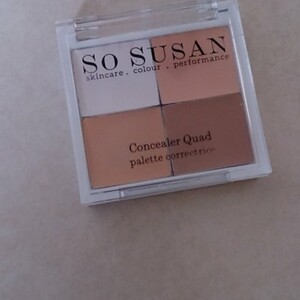 SO SUSAN
skincare . colour . performance
Concealer Quad
palette correctrice